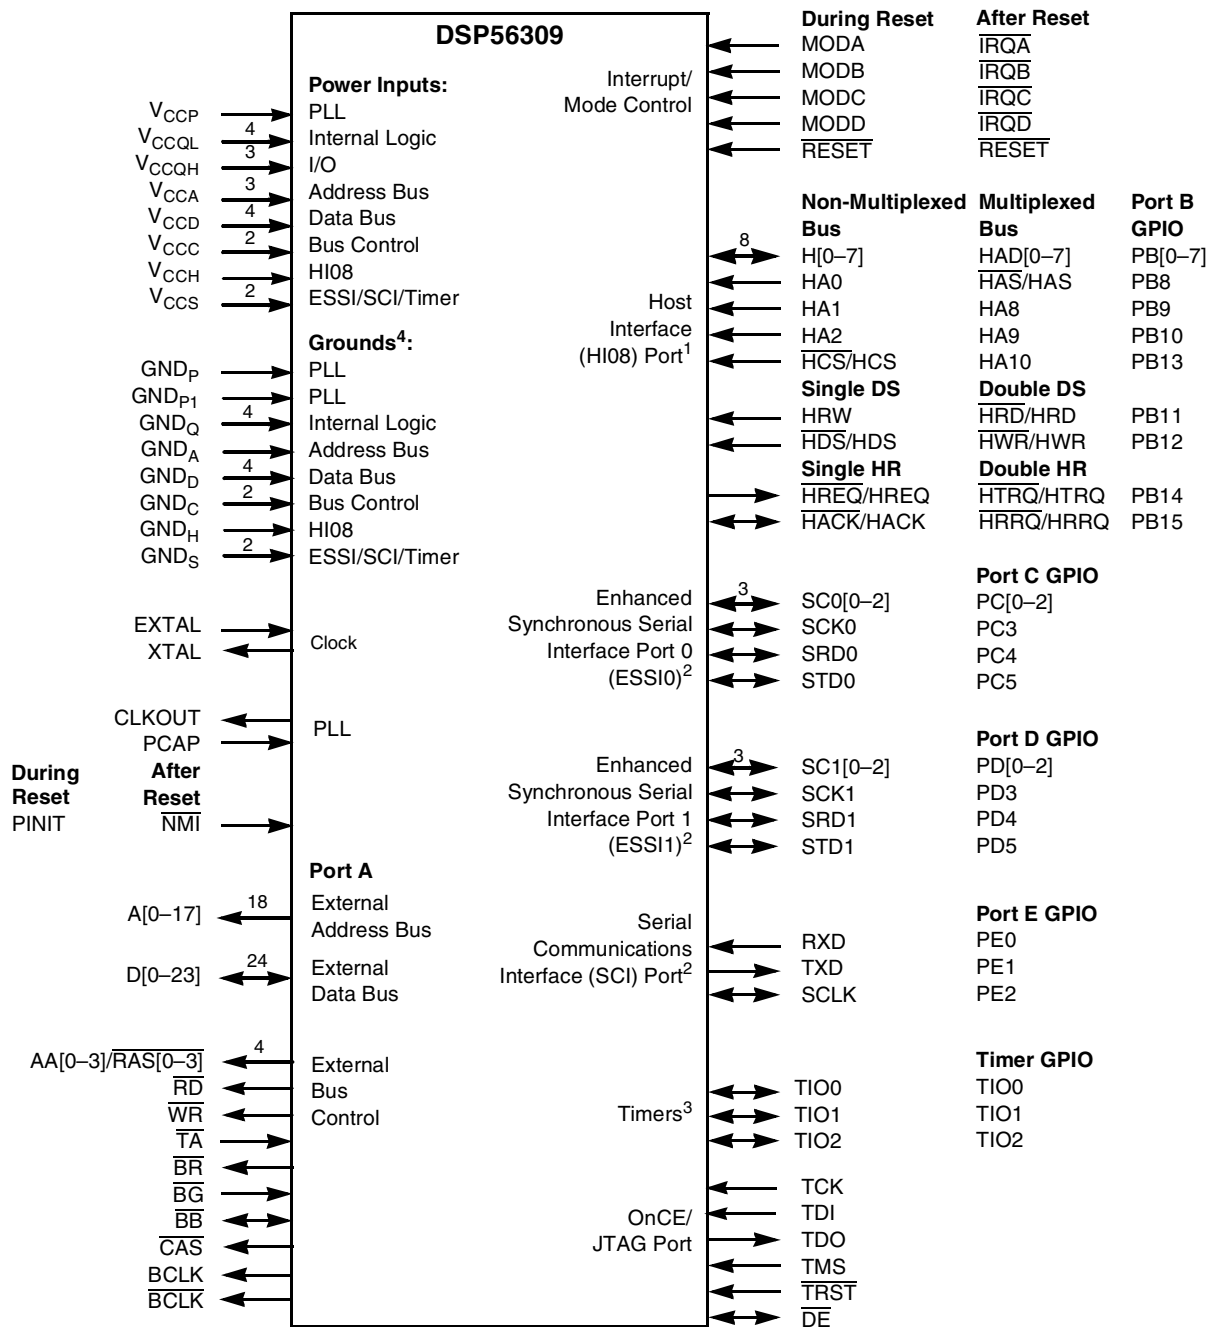 DSP56309
During Reset After Reset
MODA IRQA
MODB IRQB
MODC IRQC
MODD IRQD
RESET RESET
Interrupt/
Mode Control
Power Inputs:
VCCP PLL
VCCQL 4 Internal Logic
VCCQH 3 I/O
VCCA 3 Address Bus
VCCD 4 Data Bus
VCCC 2 Bus Control
VCCH HI08
VCCS 2 ESSI/SCI/Timer
Grounds4:
GNDP PLL
GNDP1 PLL
GNDQ 4 Internal Logic
GNDA Address Bus
GNDD 4 Data Bus
GNDC 2 Bus Control
GNDH HI08
GNDS 2 ESSI/SCI/Timer
EXTAL
XTAL
Clock
CLKOUT
PCAP
PLL
During After
Reset Reset
PINIT NMI
Port A
A[0–17] 18 External
Address Bus
D[0–23] 24 External
Data Bus
AA[0–3]/RAS[0–3] 4 External
RD Bus
WR Control
TA
BR
BG
BB
CAS
BCLK
BCLK
Non-Multiplexed Multiplexed Port B
Bus Bus GPIO
8 H[0–7] HAD[0–7] PB[0–7]
HA0 HAS/HAS PB8
HA1 HA8 PB9
HA2 HA9 PB10
HCS/HCS HA10 PB13
Host
Interface
(HI08) Port1
Single DS Double DS
HRW HRD/HRD PB11
HDS/HDS HWR/HWR PB12
Single HR Double HR
HREQ/HREQ HTRQ/HTRQ PB14
HACK/HACK HRRQ/HRRQ PB15
Port C GPIO
Enhanced 3 SC0[0–2] PC[0–2]
Synchronous Serial SCK0 PC3
Interface Port 0 SRD0 PC4
(ESSI0)2 STD0 PC5
Port D GPIO
Enhanced 3 SC1[0–2] PD[0–2]
Synchronous Serial SCK1 PD3
Interface Port 1 SRD1 PD4
(ESSI1)2 STD1 PD5
Port E GPIO
Serial
Communications RXD PE0
Interface (SCI) Port2 TXD PE1
SCLK PE2
Timer GPIO
TIO0 TIO0
Timers3 TIO1 TIO1
TIO2 TIO2
TCK
OnCE/ TDI
JTAG Port TDO
TMS
TRST
DE